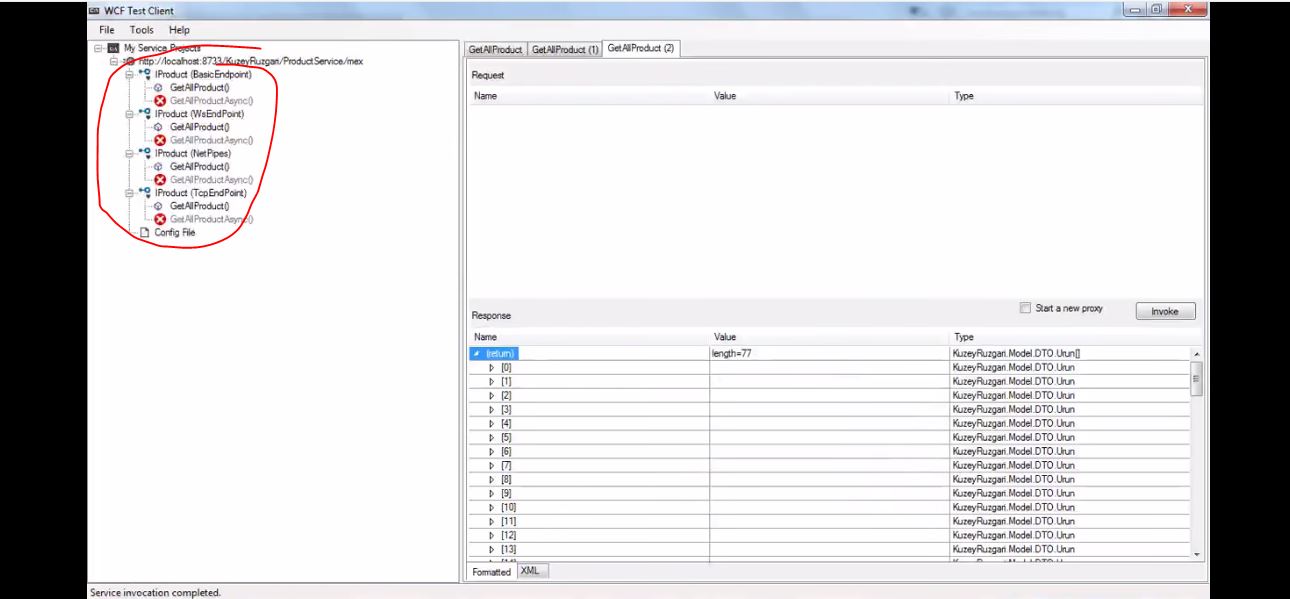 WCF Test Client
File Tools Help
My Service Projects
http://localhost:8733/KuzeyRuzgari/ProductService/mex
IProduct (BasicEndpoint)
GetAllProduct()
GetAllProductAsync()
IProduct (WsEndPoint)
GetAllProduct()
GetAllProductAsync()
IProduct (NetPipes)
GetAllProduct()
GetAllProductAsync()
IProduct (TcpEndPoint)
GetAllProduct()
GetAllProductAsync()
Config File
GetAllProduct GetAllProduct (1) GetAllProduct (2)
Request
Name Value Type
Response Start a new proxy Invoke
Name Value Type
(return) length=77 KuzeyRuzgari.Model.DTO.Urun[]
[0] KuzeyRuzgari.Model.DTO.Urun
[1] KuzeyRuzgari.Model.DTO.Urun
[2] KuzeyRuzgari.Model.DTO.Urun
[3] KuzeyRuzgari.Model.DTO.Urun
[4] KuzeyRuzgari.Model.DTO.Urun
[5] KuzeyRuzgari.Model.DTO.Urun
[6] KuzeyRuzgari.Model.DTO.Urun
[7] KuzeyRuzgari.Model.DTO.Urun
[8] KuzeyRuzgari.Model.DTO.Urun
[9] KuzeyRuzgari.Model.DTO.Urun
[10] KuzeyRuzgari.Model.DTO.Urun
[11] KuzeyRuzgari.Model.DTO.Urun
[12] KuzeyRuzgari.Model.DTO.Urun
[13] KuzeyRuzgari.Model.DTO.Urun
Formatted XML
Service invocation completed.